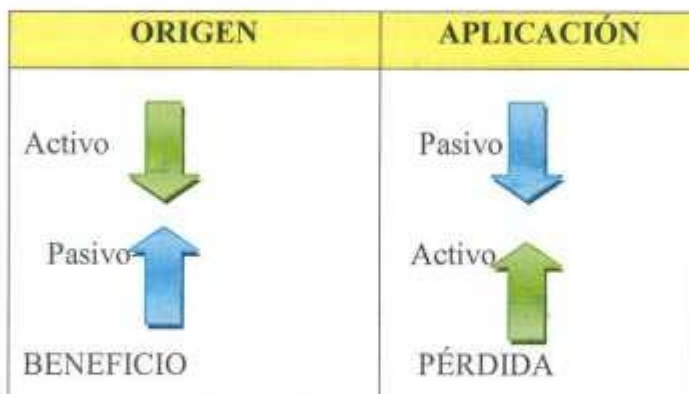 ORIGEN
APLICACIÓN
Activo
Pasivo
BENEFICIO
Pasivo
Activo
PÉRDIDA